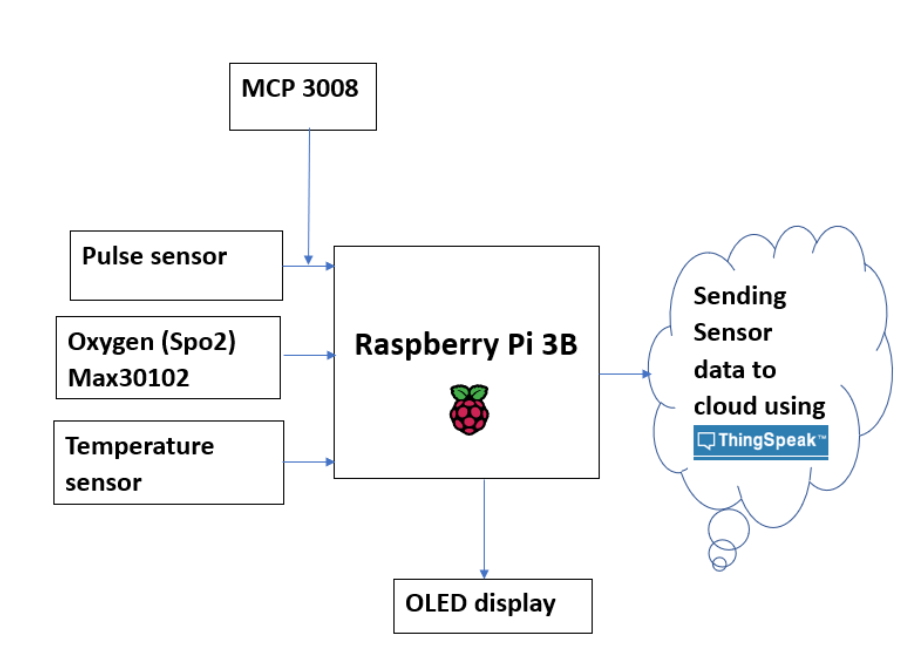 MCP 3008
Pulse sensor
Oxygen (Spo2)
Max30102
Temperature
sensor
Raspberry Pi 3B
Sending
Sensor
data to
cloud using
ThingSpeak™
OLED display